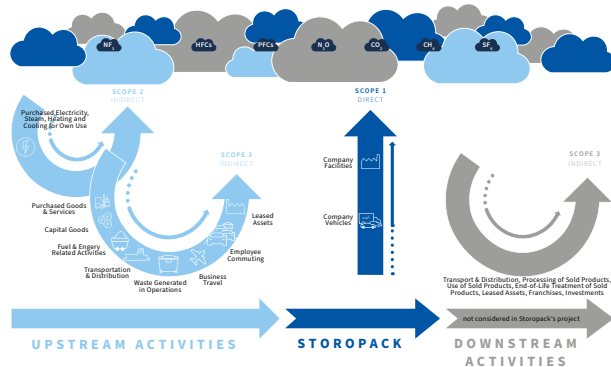 NF3
HFCs
PFCs
N2O
CO2
CH4
SF6
SCOPE 2
INDIRECT
Purchased Electricity,
Steam, Heating and
Cooling for Own Use
SCOPE 1
DIRECT
SCOPE 3
INDIRECT
SCOPE 3
INDIRECT
Company
Facilities
Purchased Goods
& Services
Leased
Assets
Company
Vehicles
Capital Goods
Fuel & Engery
Related Activities
Employee
Commuting
Transportation
& Distribution
Business
Travel
Waste Generated
in Operations
Transport & Distribution, Processing of Sold Products,
Use of Sold Products, End-of-Life Treatment of Sold
Products, Leased Assets, Franchises, Investments
not considered in Storopack's project
UPSTREAM ACTIVITIES
STOROPACK
DOWNSTREAM
ACTIVITIES